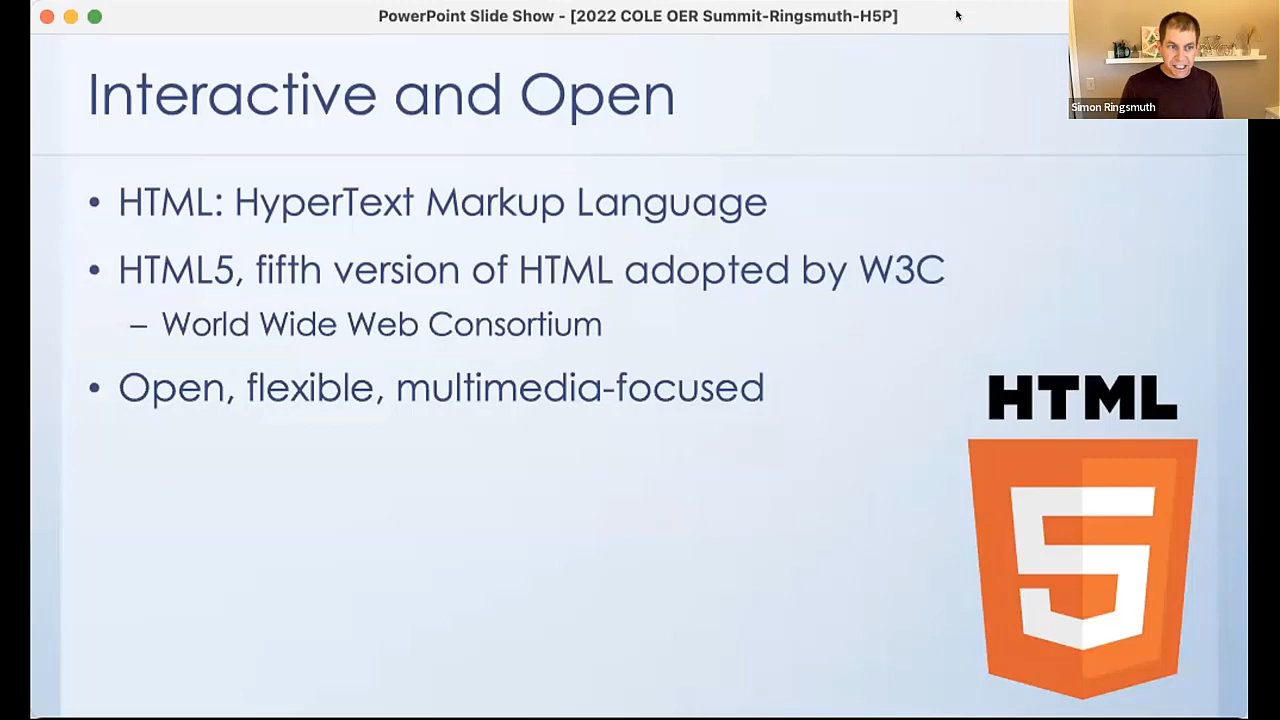 PowerPoint Slide Show - [2022 COLE OER Summit-Ringsmuth-H5P]
Simon Ringsmuth
Interactive and Open
• HTML: HyperText Markup Language
• HTML5, fifth version of HTML adopted by W3C
– World Wide Web Consortium
• Open, flexible, multimedia-focused
HTML
5